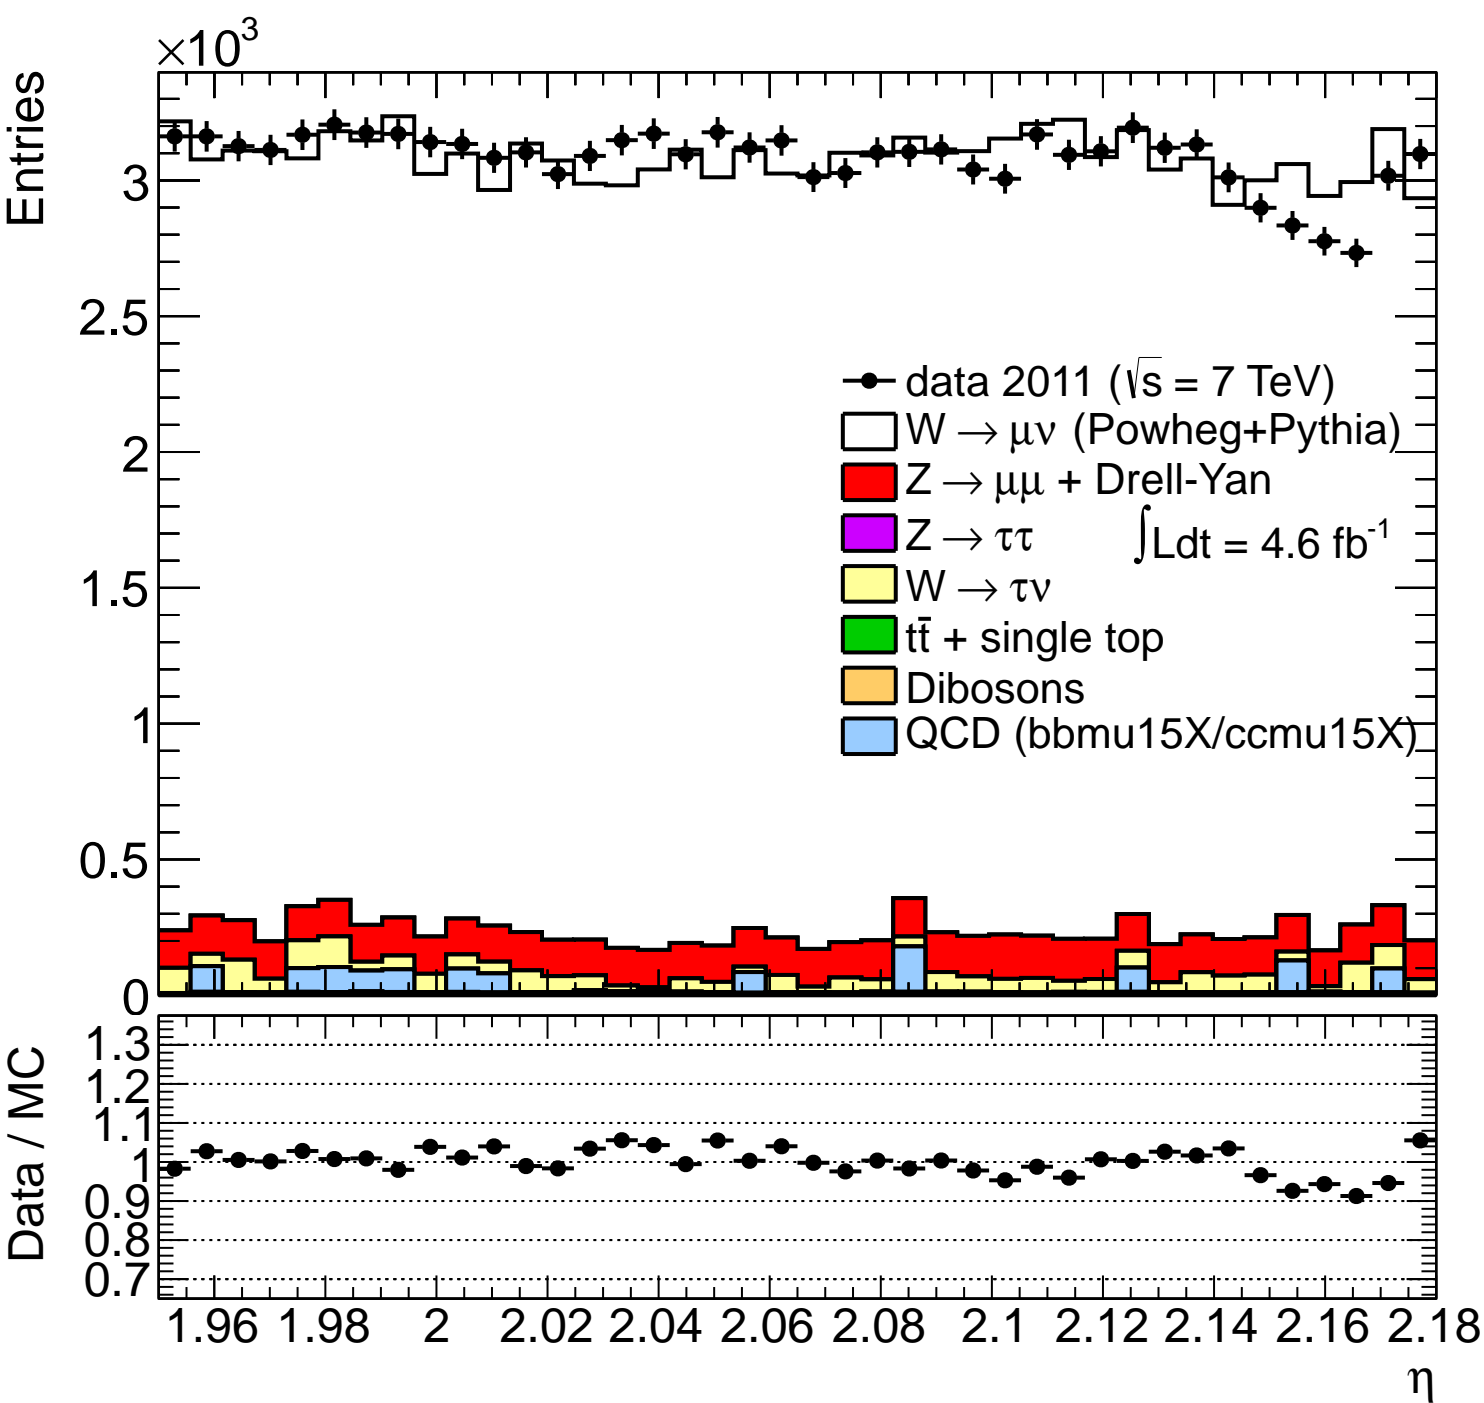 ×10³
Entries
3
2.5
2
1.5
1
0.5
0
data 2011 (√s = 7 TeV)
W → μν (Powheg+Pythia)
Z → μμ + Drell-Yan
Z → ττ
∫Ldt = 4.6 fb⁻¹
W → τν
tt̄ + single top
Dibosons
QCD (bbmu15X/ccmu15X)
Data / MC
1.3
1.2
1.1
1
0.9
0.8
0.7
1.96 1.98 2 2.02 2.04 2.06 2.08 2.1 2.12 2.14 2.16 2.18
η